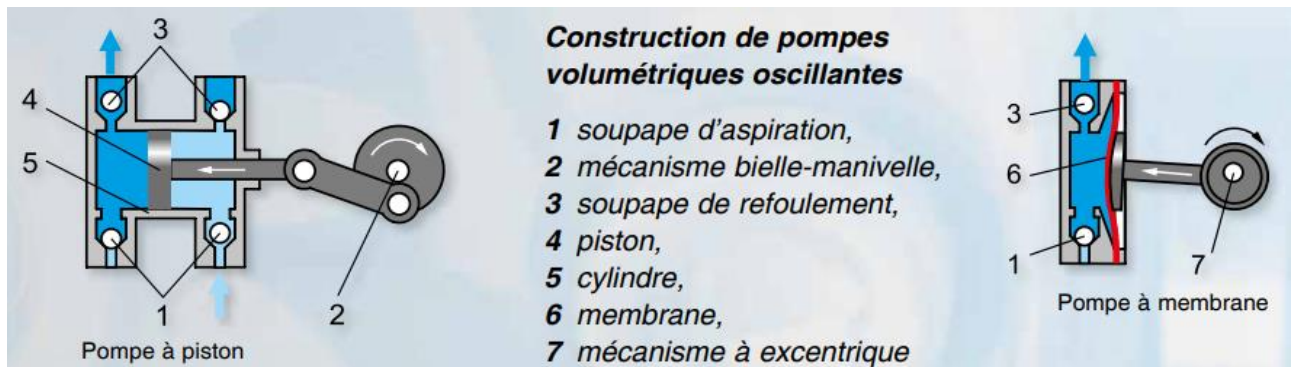 3
4
5
1
2
Pompe à piston
Construction de pompes
volumétriques oscillantes
1 soupape d'aspiration,
2 mécanisme bielle-manivelle,
3 soupape de refoulement,
4 piston,
5 cylindre,
6 membrane,
7 mécanisme à excentrique
3
6
1
7
Pompe à membrane